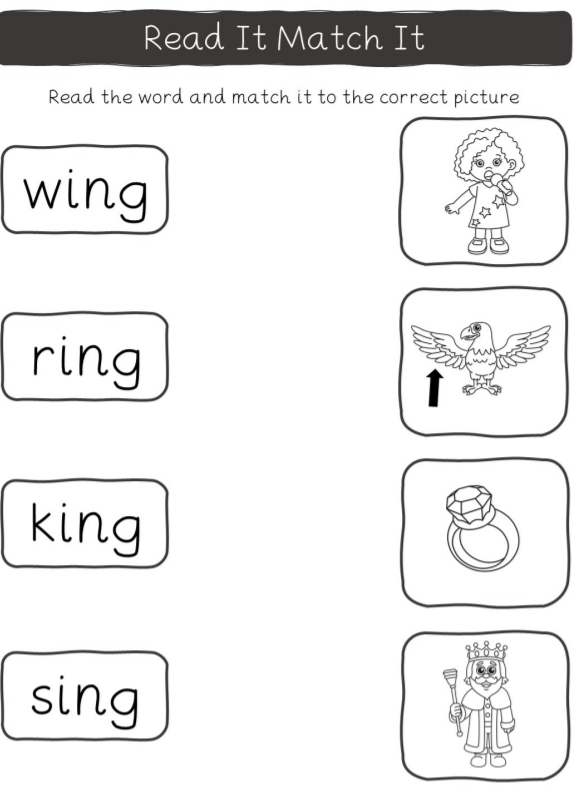 Read It Match It
Read the word and match it to the correct picture
wing
ring
king
sing